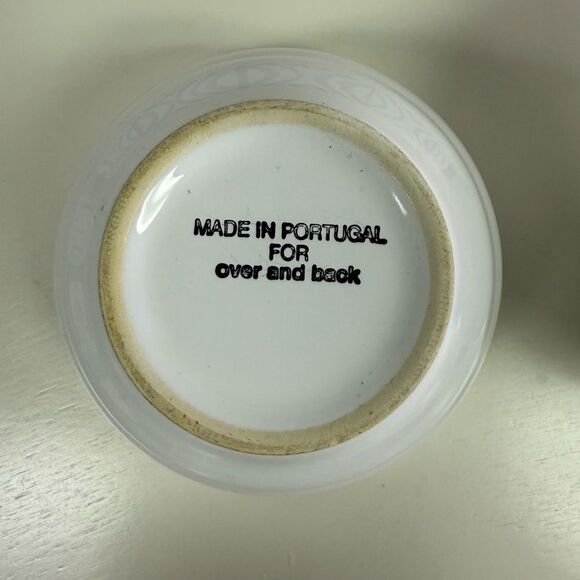 MADE IN PORTUGAL
FOR
over and back